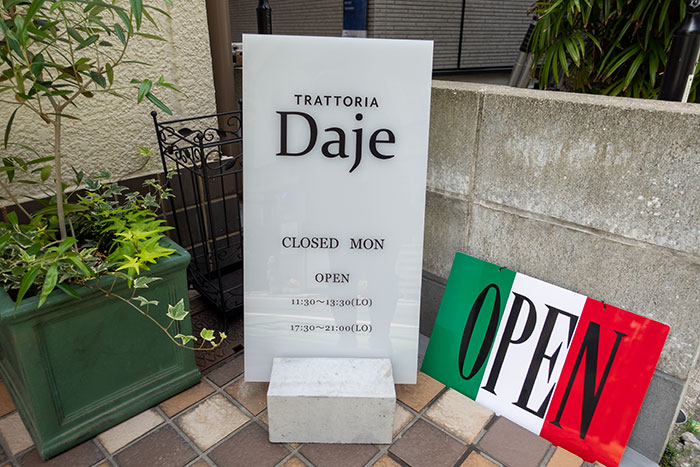 TRATTORIA
Daje
CLOSED MON
OPEN
11:30～13:30(LO)
17:30～21:00(LO)
OPEN